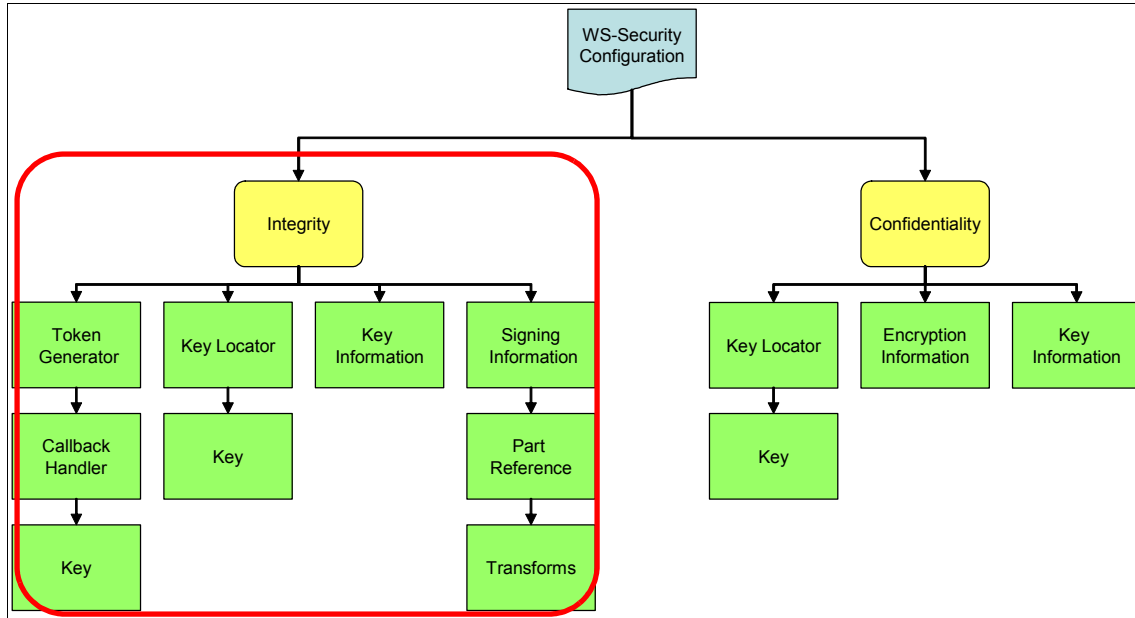 WS-Security
Configuration
Integrity
Confidentiality
Token
Generator
Key Locator
Key
Information
Signing
Information
Key Locator
Encryption
Information
Key
Information
Callback
Handler
Key
Part
Reference
Key
Key
Transforms